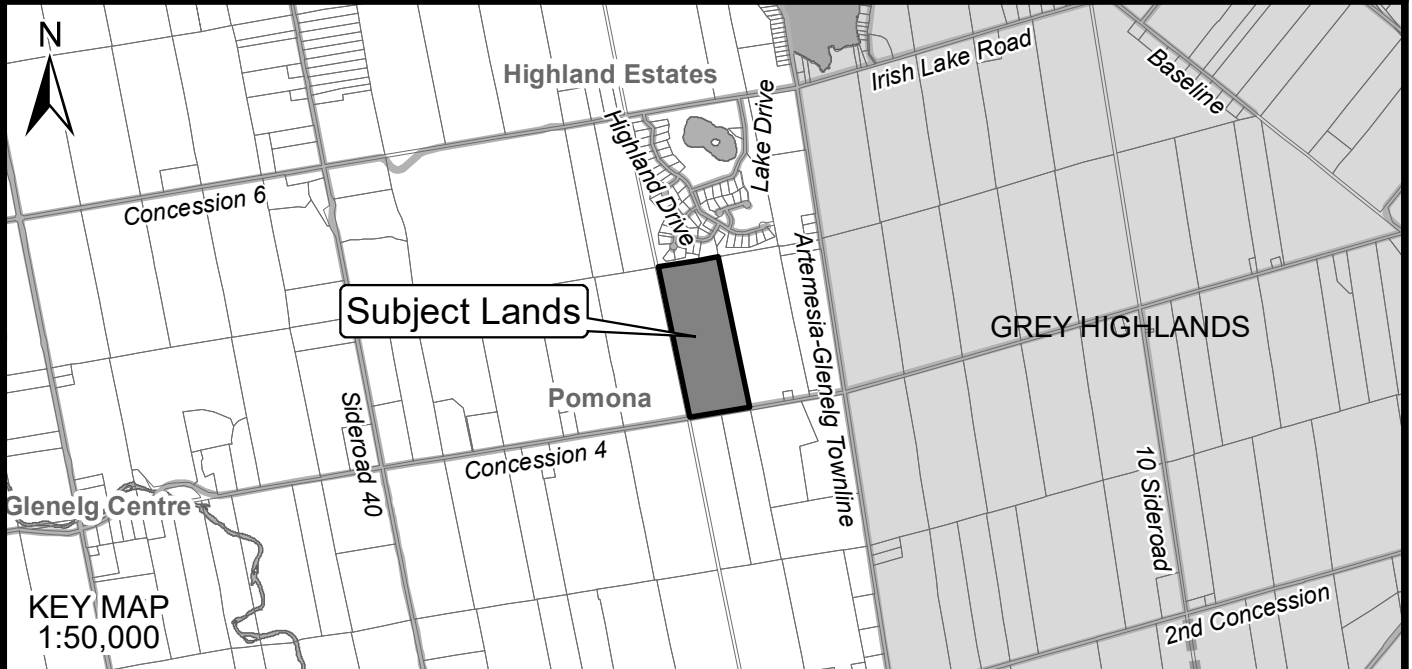 N
Highland Estates
Irish Lake Road
Baseline
Highland Drive
Lake Drive
Concession 6
Artemesia-Glenelg Townline
Subject Lands
GREY HIGHLANDS
Pomona
Sideroad 40
Concession 4
10 Sideroad
Glenelg Centre
KEY MAP
1:50,000
2nd Concession